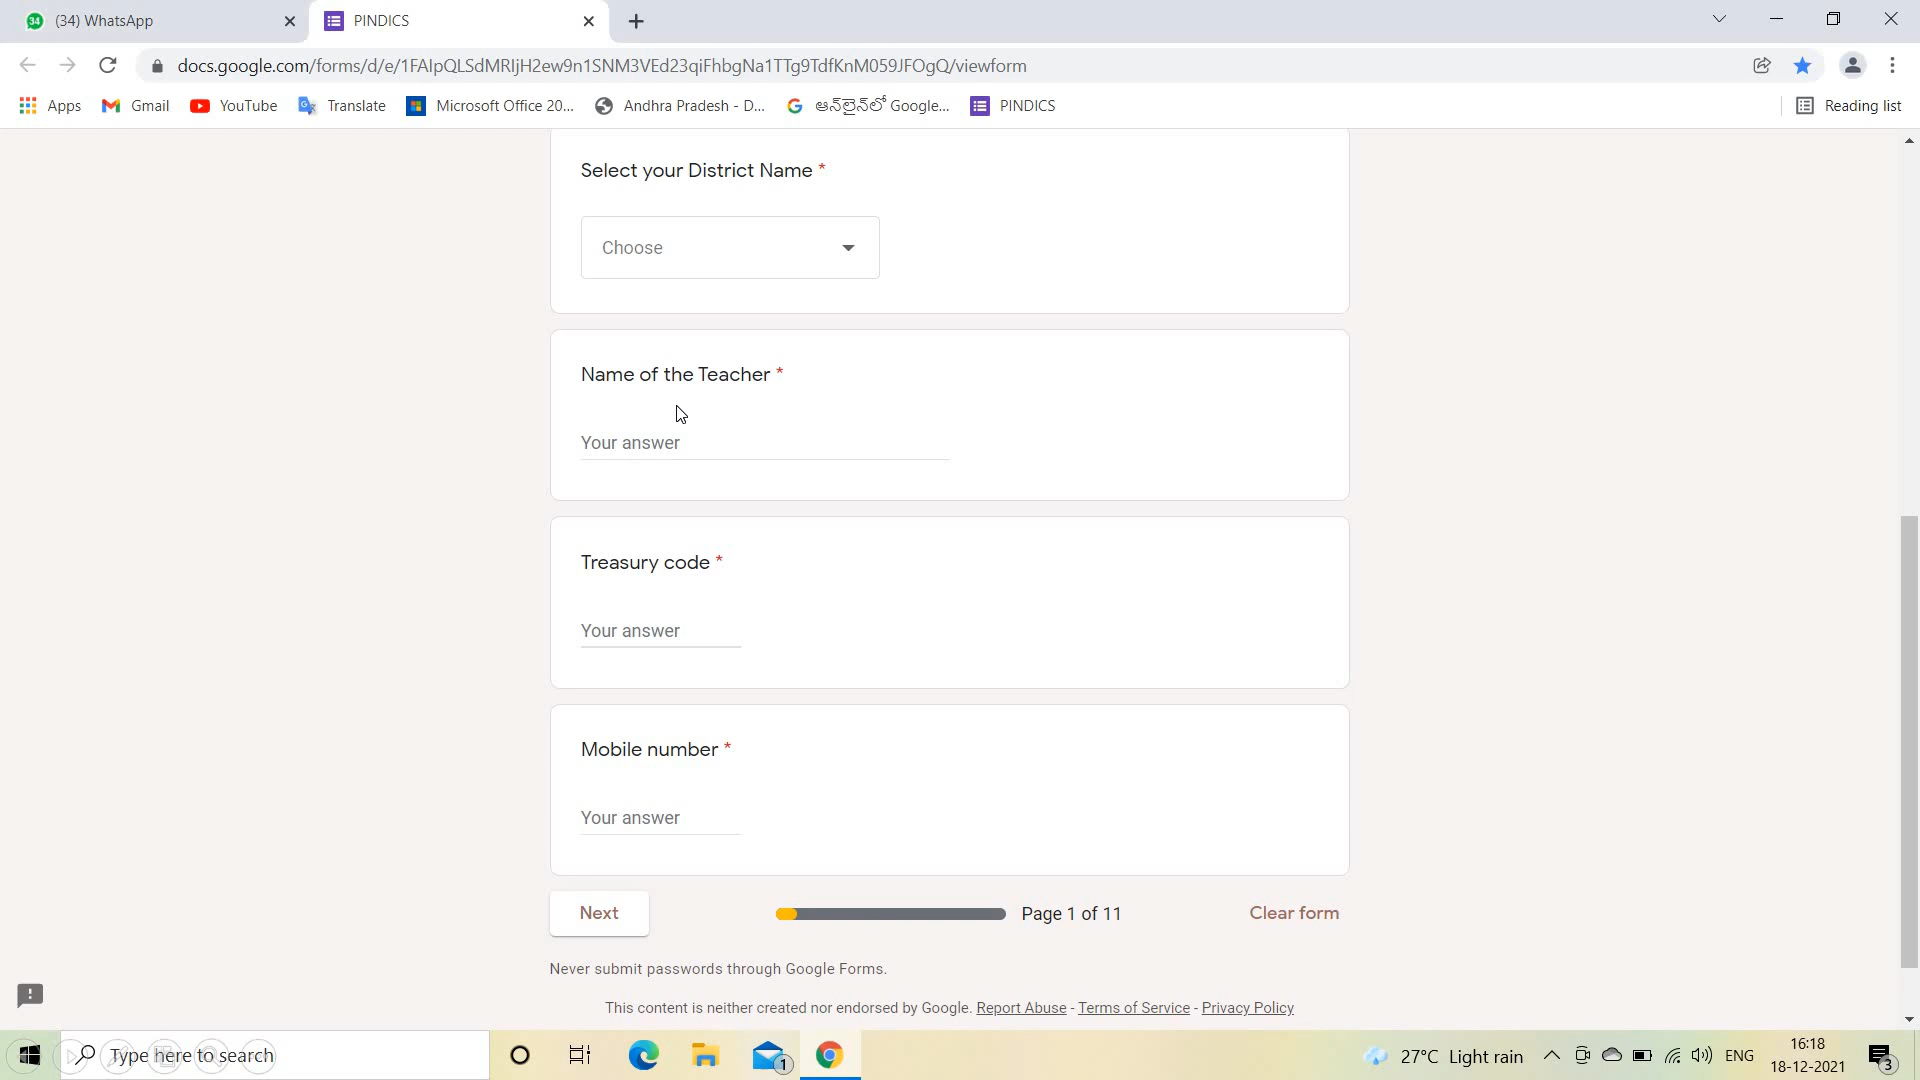 34 (34) WhatsApp
PINDICS
docs.google.com/forms/d/e/1FAIpQLSdMRIjH2ew9n1SNM3VEd23qiFhbgNa1TTg9TdfKnM059JFOgQ/viewform
Apps Gmail YouTube Translate Microsoft Office 20... Andhra Pradesh - D... ఆన్‌లైన్‌లో Google... PINDICS Reading list
Select your District Name *
Choose
Name of the Teacher *
Your answer
Treasury code *
Your answer
Mobile number *
Your answer
Next Page 1 of 11 Clear form
Never submit passwords through Google Forms.
This content is neither created nor endorsed by Google. Report Abuse - Terms of Service - Privacy Policy
Type here to search
1
27°C Light rain ENG
16:18
18-12-2021
3